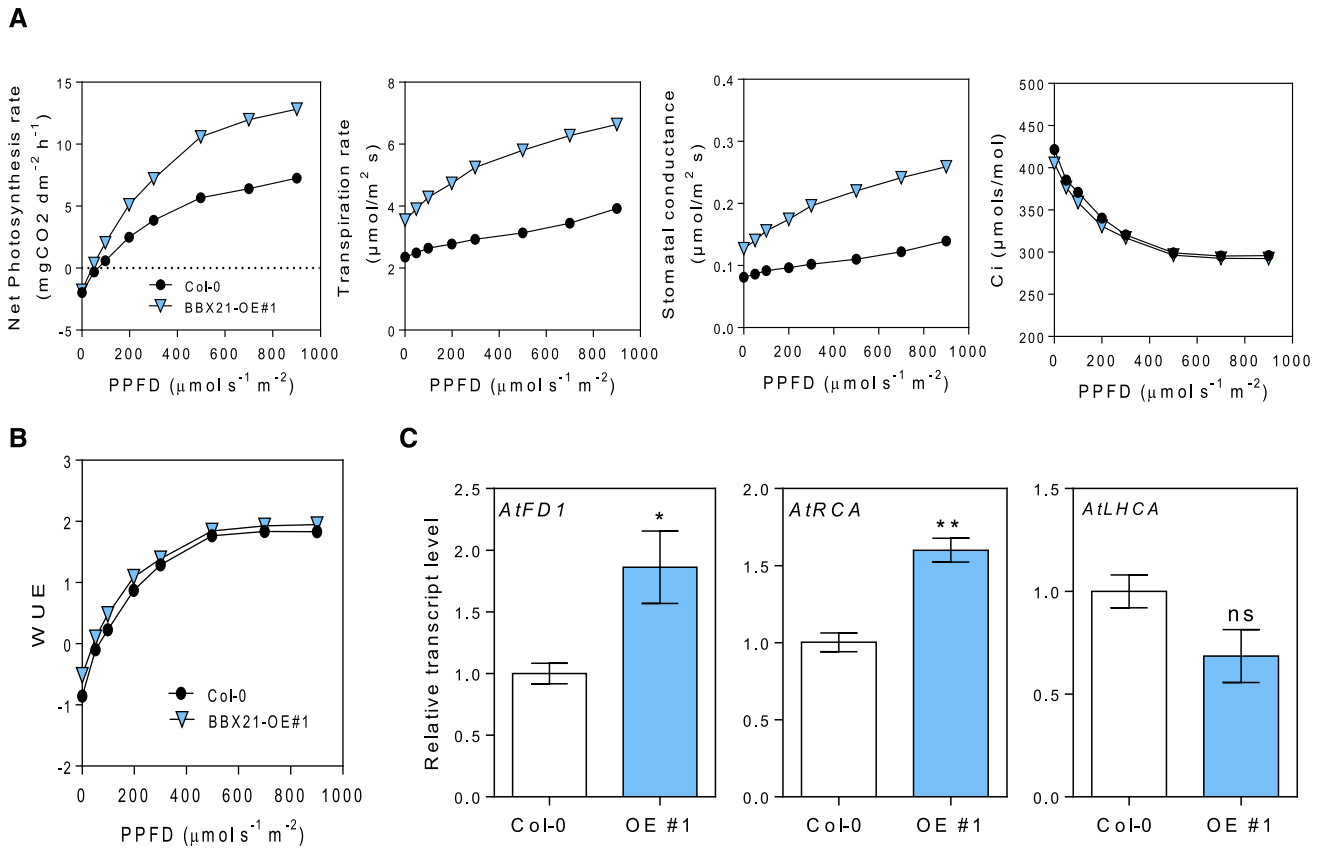 A
Net Photosynthesis rate
(mgCO2 dm⁻² h⁻¹)
15
10
5
0
-5
Col-0
BBX21-OE#1
0 200 400 600 800 1000
PPFD (μmol s⁻¹ m⁻²)
Transpiration rate
(μmol/m² s)
8
6
4
2
0
0 200 400 600 800 1000
PPFD (μmol s⁻¹ m⁻²)
Stomatal conductance
(μmol/m² s)
0.4
0.3
0.2
0.1
0.0
0 200 400 600 800 1000
PPFD (μmol s⁻¹ m⁻²)
Ci (μmols/mol)
500
450
400
350
300
250
200
0 200 400 600 800 1000
PPFD (μmol s⁻¹ m⁻²)
B
WUE
3
2
1
0
-1
-2
Col-0
BBX21-OE#1
0 200 400 600 800 1000
PPFD (μmol s⁻¹ m⁻²)
C
Relative transcript level
2.5
2.0
1.5
1.0
0.5
0.0
AtFD1
*
Col-0 OE #1
2.0
1.5
1.0
0.5
0.0
AtRCA
**
Col-0 OE #1
1.5
1.0
0.5
0.0
AtLHCA
ns
Col-0 OE #1